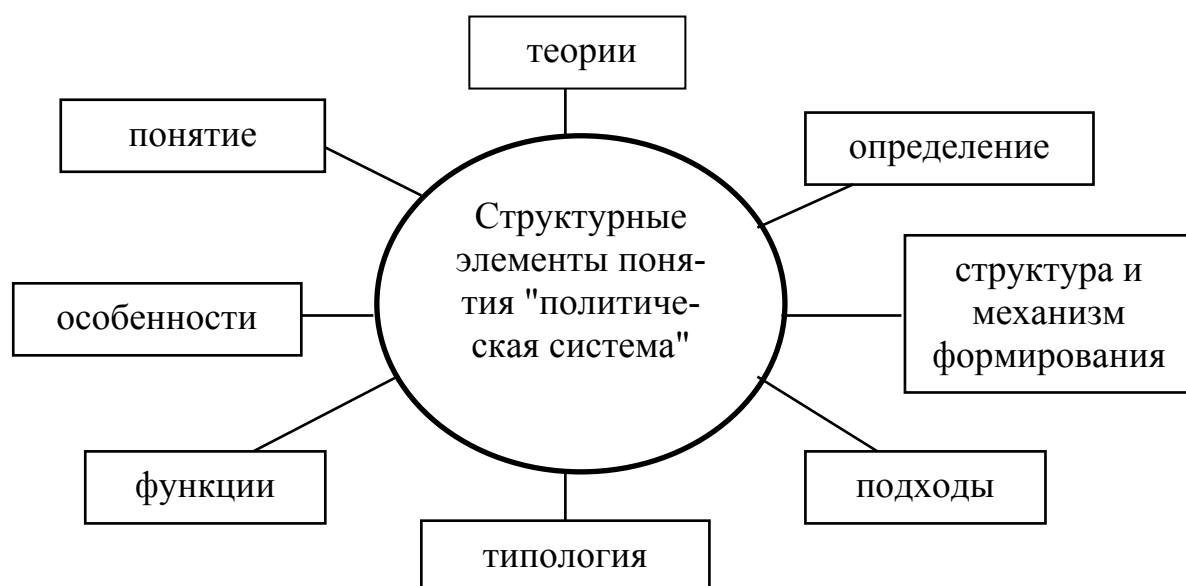 теории
понятие
определение
Структурные
элементы поня-
тия "политиче-
ская система"
особенности
структура и
механизм
формирования
функции
подходы
типология